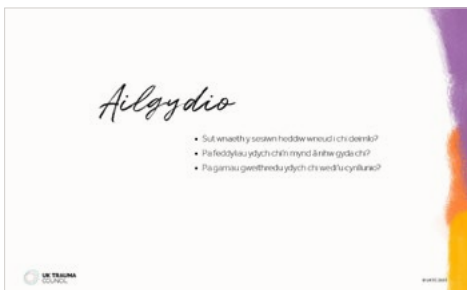 Ailgydio
• Sut wnaeth y sesiwn heddiw wneud i chi deimlo?
• Pa feddyliau ydych chi'n mynd â nhw gyda chi?
• Pa gamau gweithredu ydych chi wedi'u cynllunio?
UK TRAUMA
COUNCIL